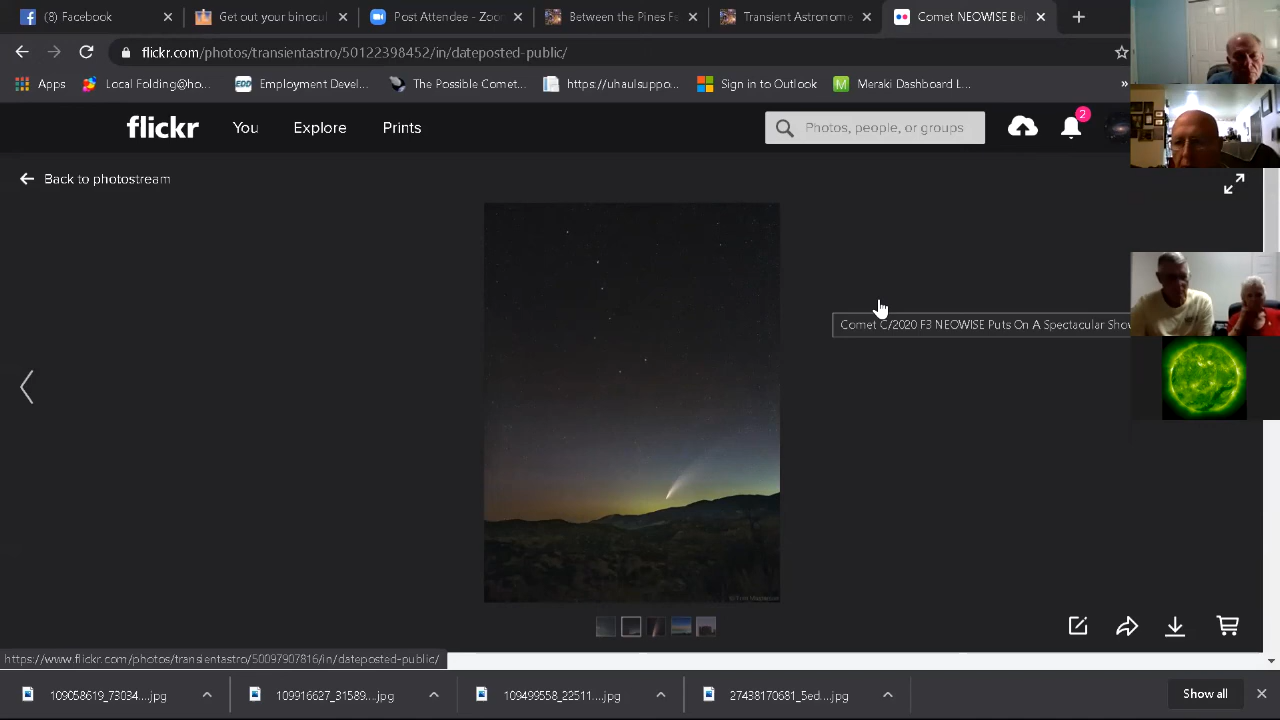 (8) Facebook
Get out your binocul
Post Attendee - Zoo
Between the Pines Fe
Transient Astronome
Comet NEOWISE Bel
flickr.com/photos/transientastro/50122398452/in/dateposted-public/
Apps
Local Folding@ho...
EDD
Employment Devel...
The Possible Comet...
https://uhaulsuppo...
Sign in to Outlook
M
Meraki Dashboard L...
»
flickr
You
Explore
Prints
Photos, people, or groups
2
Back to photostream
Comet C/2020 F3 NEOWISE Puts On A Spectacular Show
https://www.flickr.com/photos/transientastro/50097907816/in/dateposted-public/
109058619_73034....jpg
109916627_31589....jpg
109499558_22511....jpg
27438170681_5ed....jpg
Show all